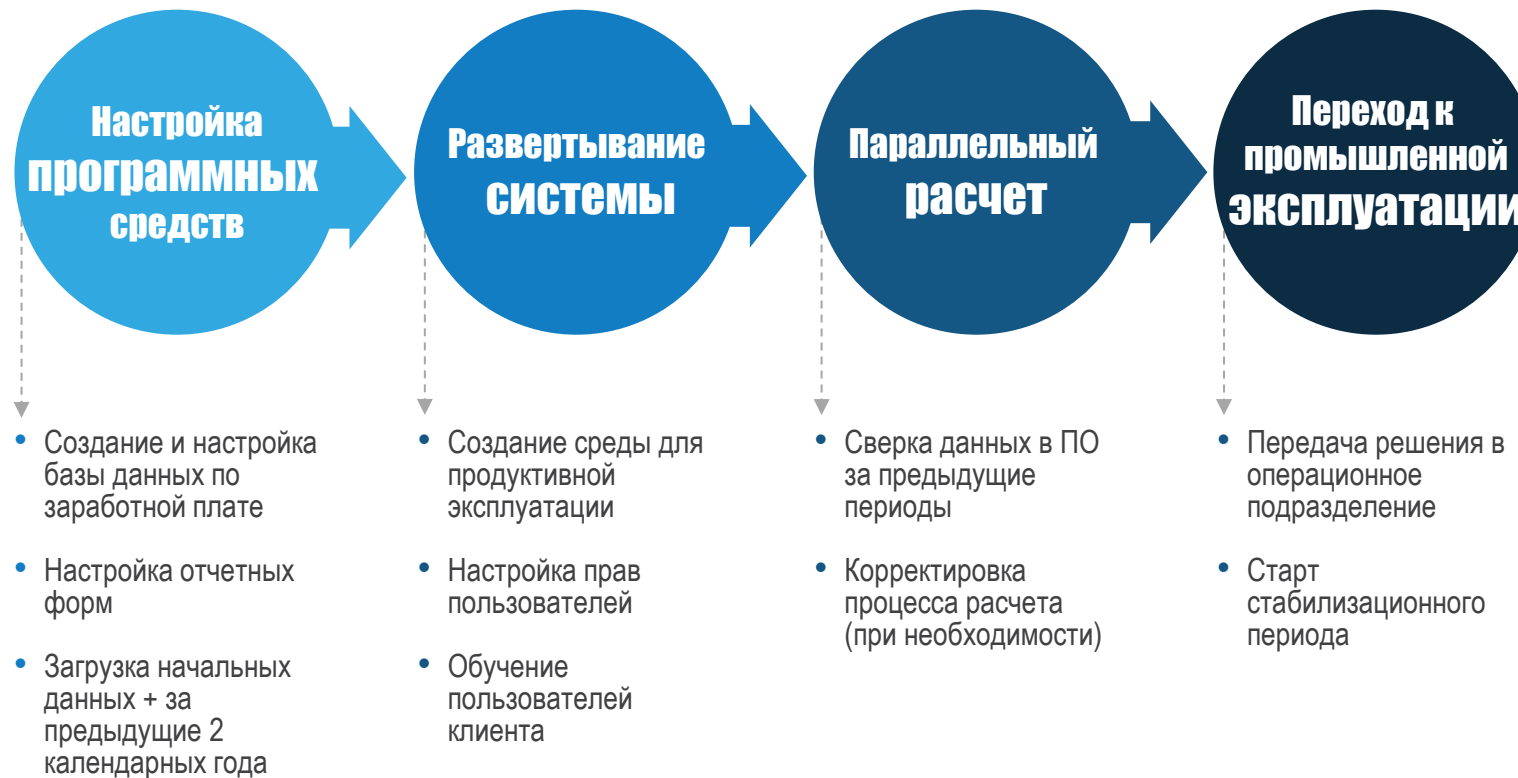 Настройка
программных
средств
Развертывание
системы
Параллельный
расчет
Переход к
промышленной
эксплуатации
• Создание и настройка
базы данных по
заработной плате
• Настройка отчетных
форм
• Загрузка начальных
данных + за
предыдущие 2
календарных года
• Создание среды для
продуктивной
эксплуатации
• Настройка прав
пользователей
• Обучение
пользователей
клиента
• Сверка данных в ПО
за предыдущие
периоды
• Корректировка
процесса расчета
(при необходимости)
• Передача решения в
операционное
подразделение
• Старт
стабилизационного
периода